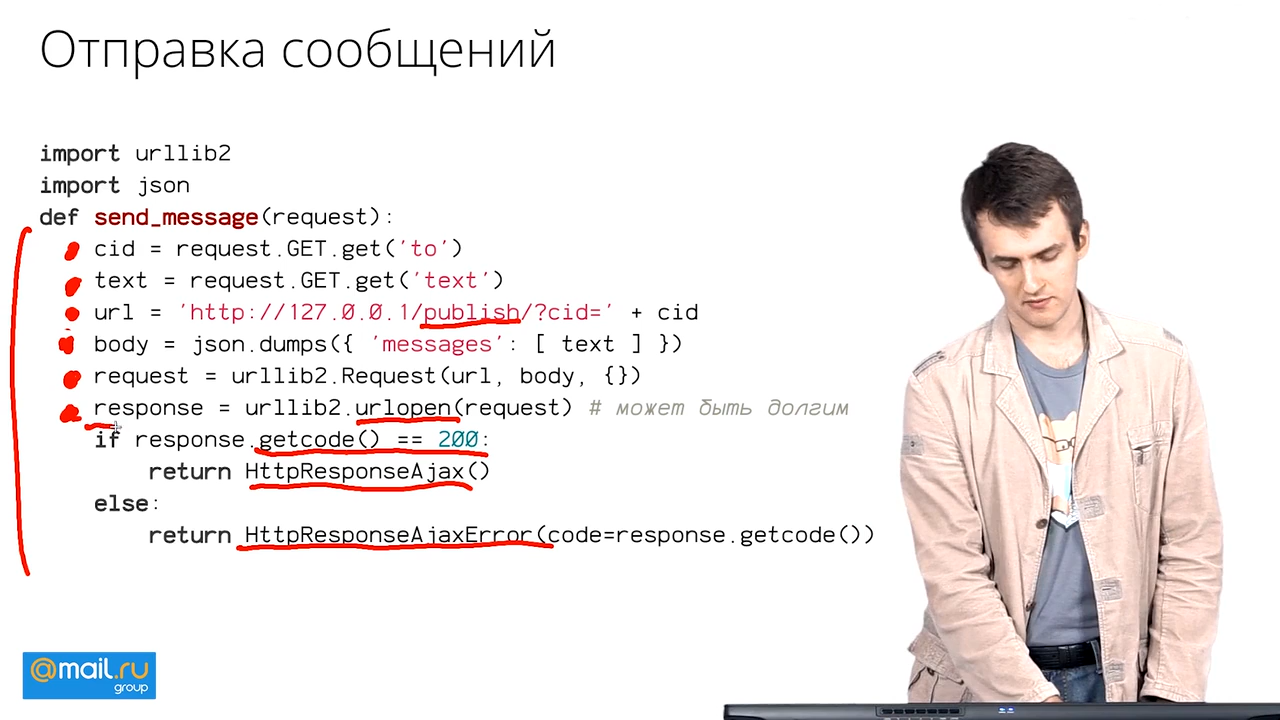 Отправка сообщений
import urllib2
import json
def send_message(request):
cid = request.GET.get('to')
text = request.GET.get('text')
url = 'http://127.0.0.1/publish/?cid=' + cid
body = json.dumps({ 'messages': [ text ] })
request = urllib2.Request(url, body, {})
response = urllib2.urlopen(request) # может быть долгим
if response.getcode() == 200:
return HttpResponseAjax()
else:
return HttpResponseAjaxError(code=response.getcode())
@mail.ru
group